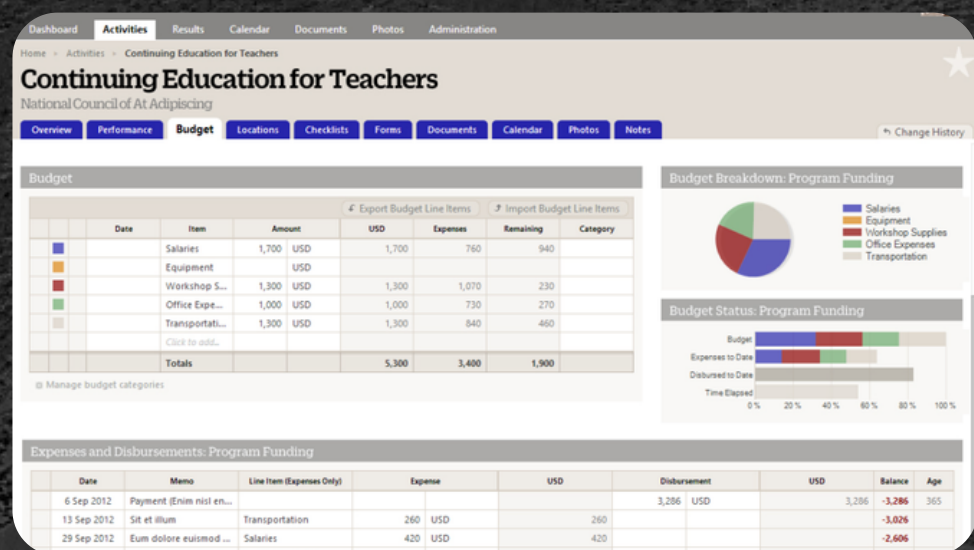 Dashboard Activities Results Calendar Documents Photos Administration
Home > Activities > Continuing Education for Teachers
Continuing Education for Teachers
National Council of At Adipiscing
Overview Performance Budget Locations Checklists Forms Documents Calendar Photos Notes
Change History
Budget
Export Budget Line Items Import Budget Line Items
Date Item Amount USD Expenses Remaining Category
Salaries 1,700 USD 1,700 760 940
Equipment USD
Workshop S... 1,300 USD 1,300 1,070 230
Office Expe... 1,000 USD 1,000 730 270
Transportati... 1,300 USD 1,300 840 460
Click to add...
Totals 5,300 3,400 1,900
Manage budget categories
Budget Breakdown: Program Funding
Salaries
Equipment
Workshop Supplies
Office Expenses
Transportation
Budget Status: Program Funding
Budget
Expenses to Date
Disbursed to Date
Time Elapsed
0 % 20 % 40 % 60 % 80 % 100 %
Expenses and Disbursements: Program Funding
Date Memo Line Item (Expenses Only) Expense USD Disbursement USD Balance Age
6 Sep 2012 Payment (Enim nisl en... 3,286 USD 3,286 -3,286 365
13 Sep 2012 Sit et illum Transportation 260 USD 260 -3,026
29 Sep 2012 Eum dolore euismod ... Salaries 420 USD 420 -2,606